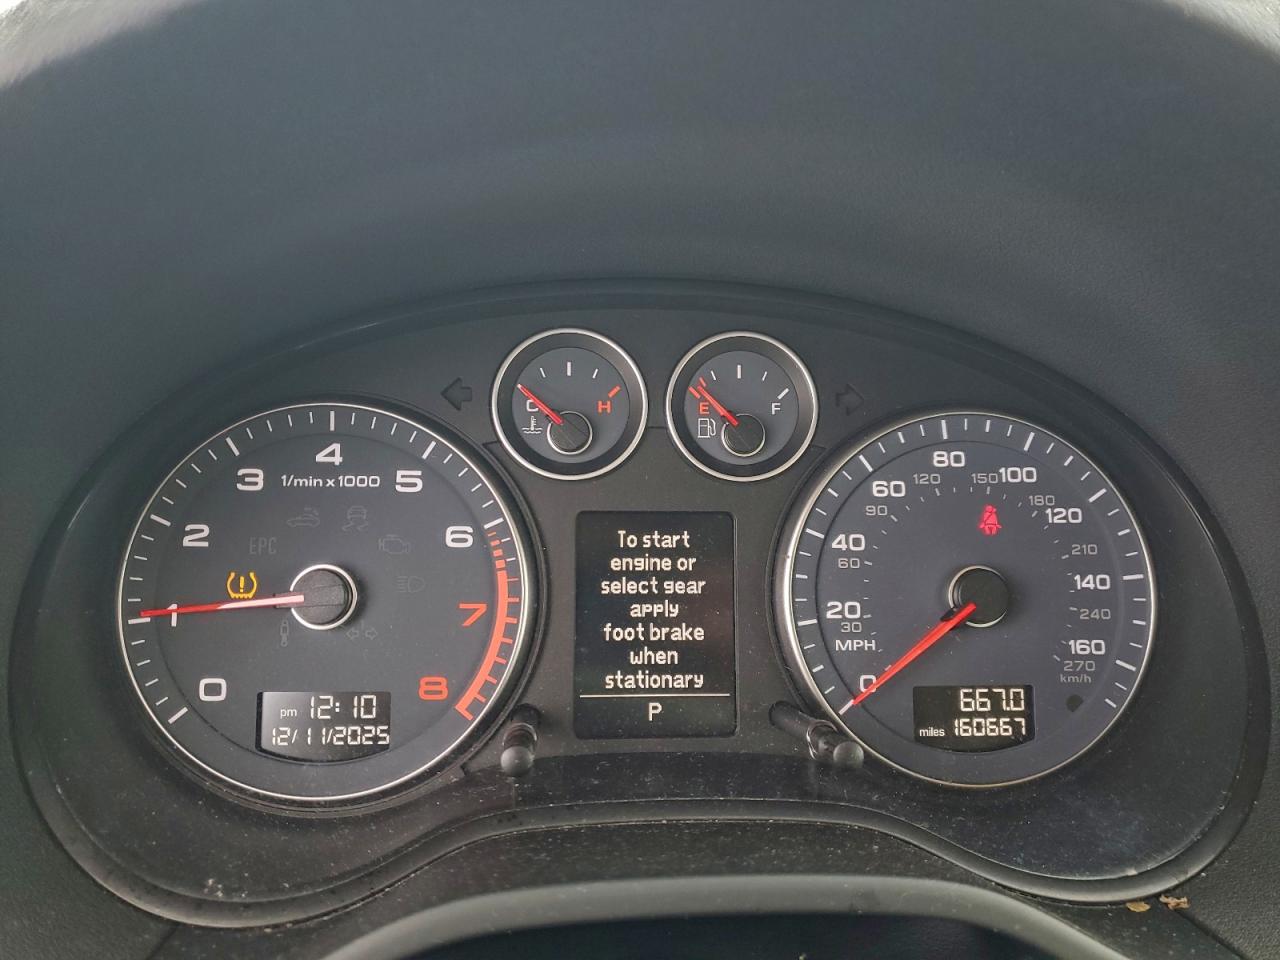 C
H
E
F
0
1
2
3
4
5
6
7
8
1/min x 1000
EPC
pm 12:10
12/11/2025
To start
engine or
select gear
apply
foot brake
when
stationary
P
0
20
40
60
80
100
120
140
160
MPH
30
60
90
120
150
180
210
240
270
km/h
667.0
miles 160667